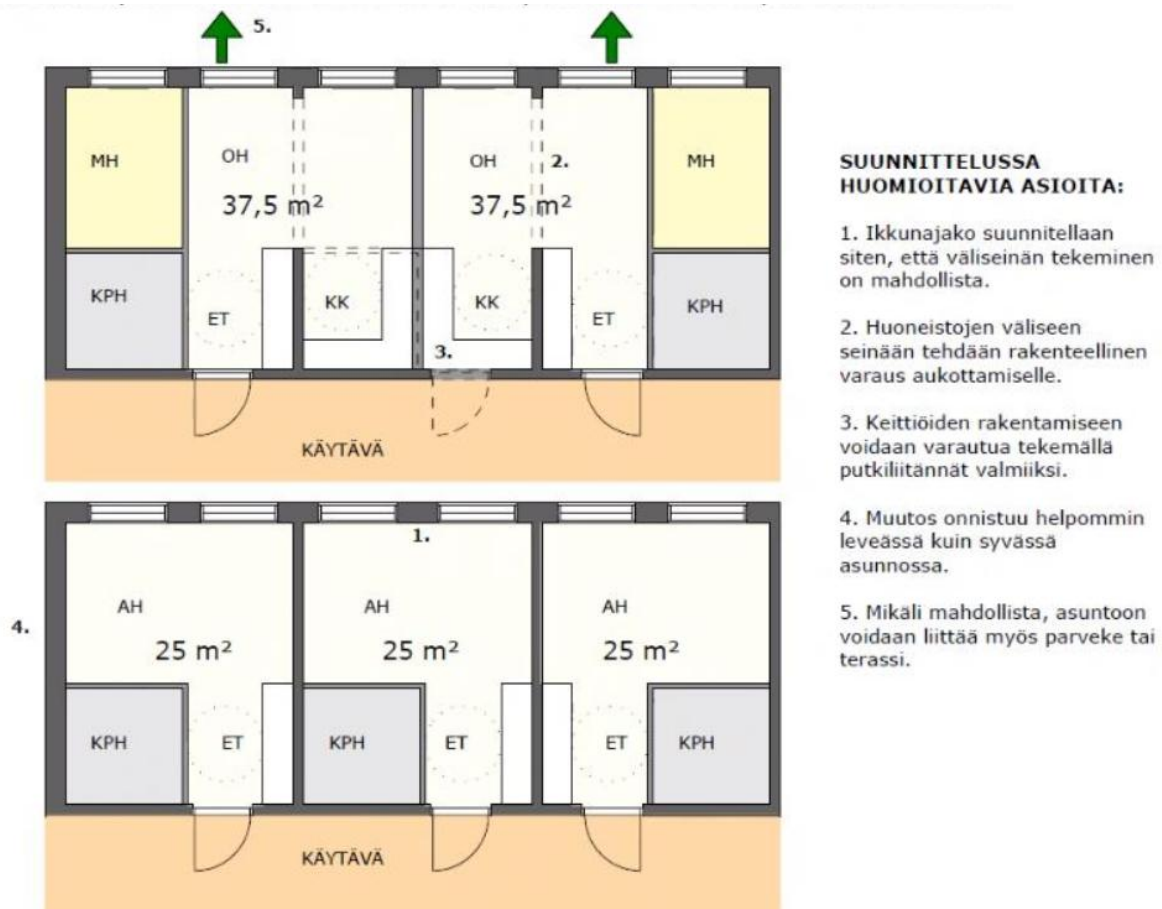 5.
MH
OH
37,5 m²
OH
2.
37,5 m²
MH
KPH
ET
KK
KK
ET
KPH
3.
KÄYTÄVÄ
1.
4.
AH
25 m²
AH
25 m²
AH
25 m²
KPH
ET
KPH
ET
ET
KPH
KÄYTÄVÄ
SUUNNITTELUSSA
HUOMIOITAVIA ASIOITA:
1. Ikkunajako suunnitellaan
siten, että väliseinän tekeminen
on mahdollista.
2. Huoneistojen väliseen
seinään tehdään rakenteellinen
varaus aukottamiselle.
3. Keittiöiden rakentamiseen
voidaan varautua tekemällä
putkiliitännät valmiiksi.
4. Muutos onnistuu helpommin
leveässä kuin syvässä
asunnossa.
5. Mikäli mahdollista, asuntoon
voidaan liittää myös parveke tai
terassi.